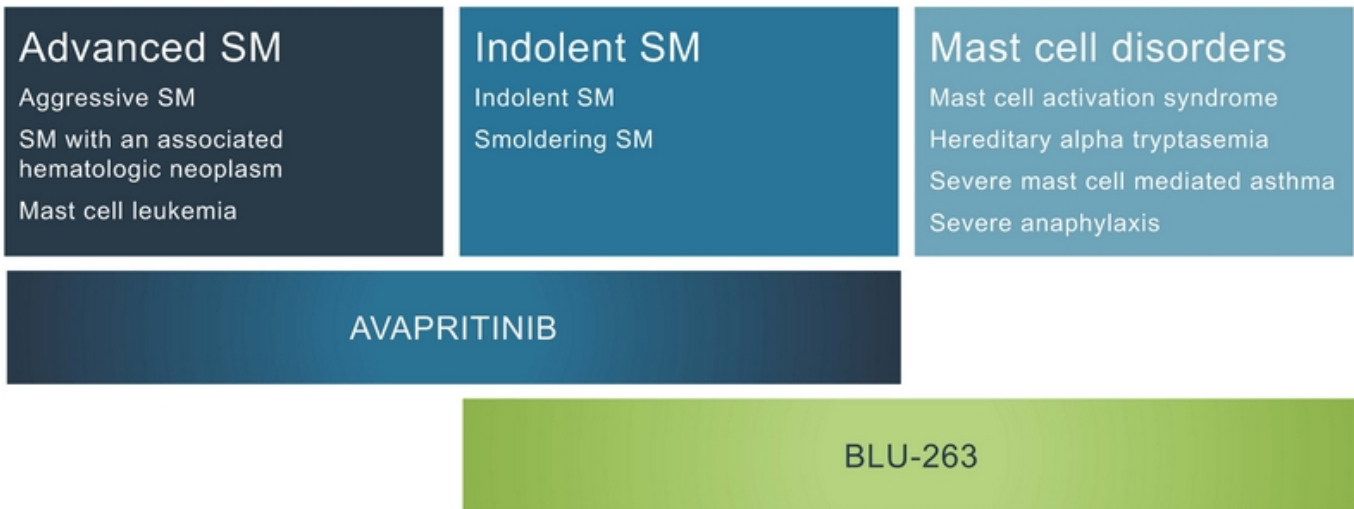 Advanced SM
Aggressive SM
SM with an associated
hematologic neoplasm
Mast cell leukemia
Indolent SM
Indolent SM
Smoldering SM
Mast cell disorders
Mast cell activation syndrome
Hereditary alpha tryptasemia
Severe mast cell mediated asthma
Severe anaphylaxis
AVAPRITINIB
BLU-263